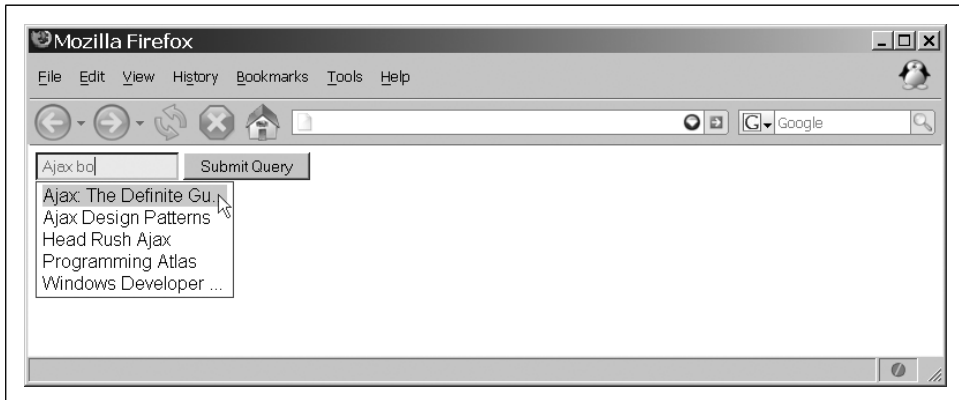 Mozilla Firefox
File Edit View History Bookmarks Tools Help
G Google
Ajax bo Submit Query
Ajax: The Definite Gu...
Ajax Design Patterns
Head Rush Ajax
Programming Atlas
Windows Developer ...